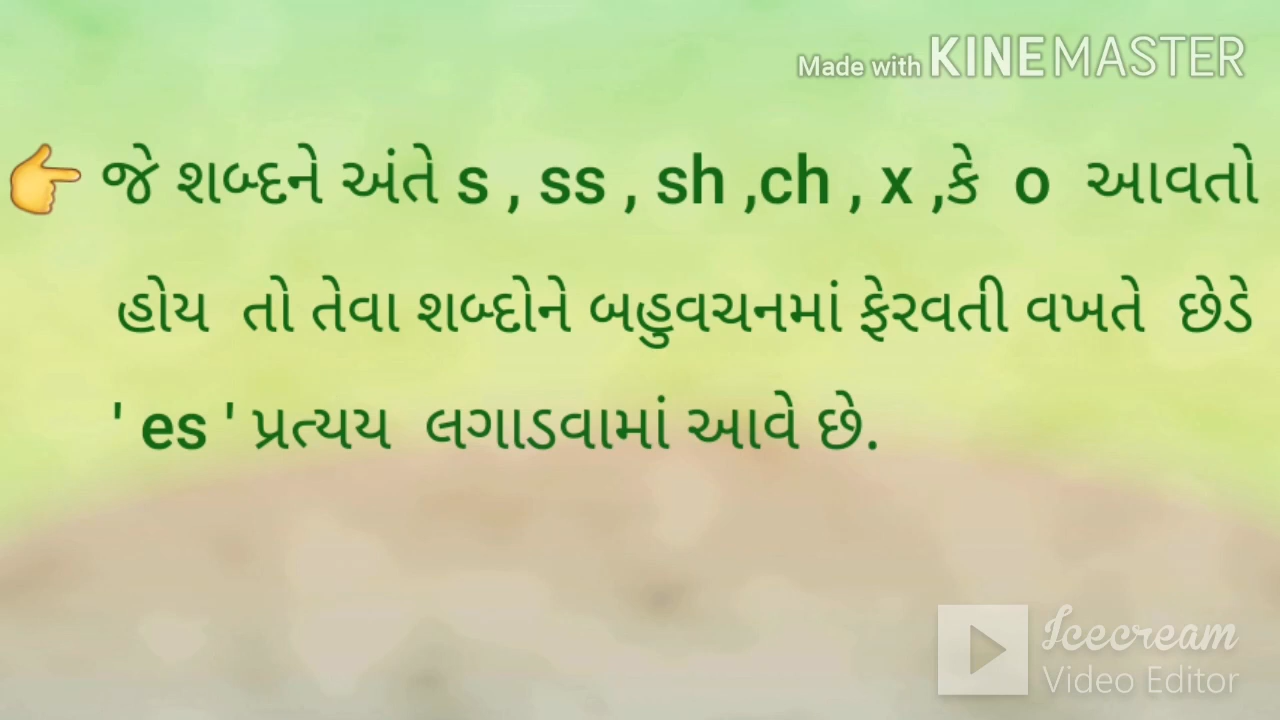 Made with KINEMASTER
👉 જે શબ્દને અંતે s , ss , sh ,ch , x ,કે o આવતો
હોય તો તેવા શબ્દોને બહુવચનમાં ફેરવતી વખતે છેડે
' es ' પ્રત્યય લગાડવામાં આવે છે.
Icecream
Video Editor